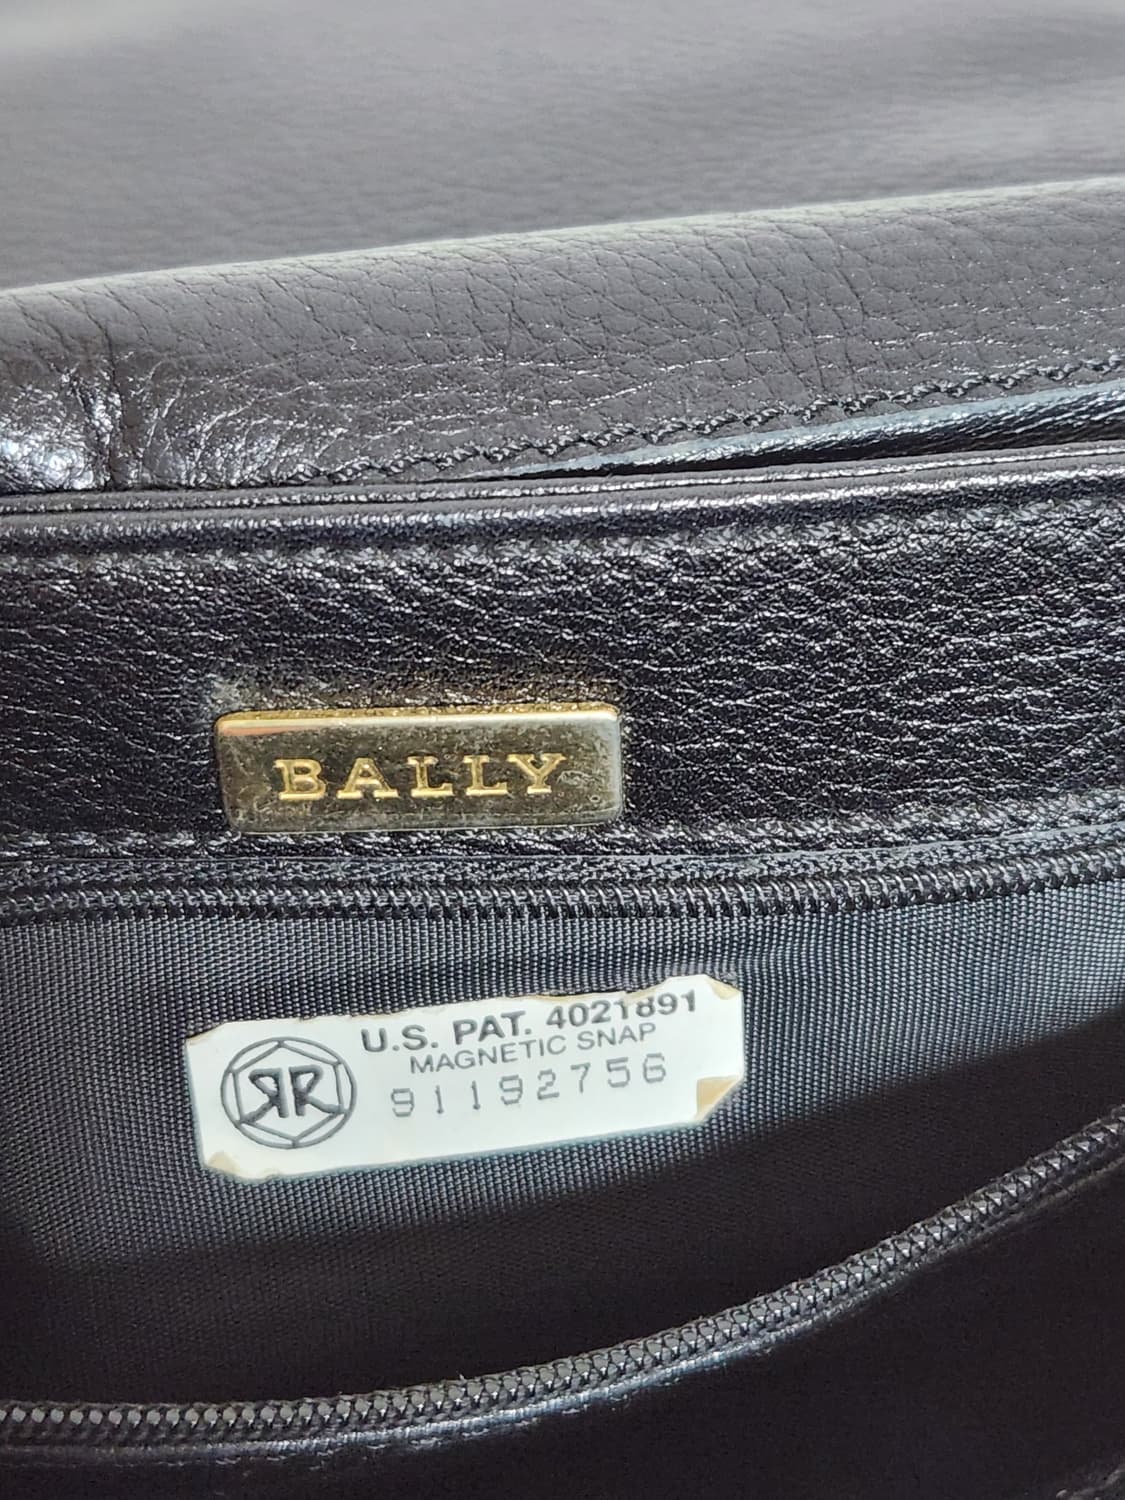 BALLY
U.S. PAT. 4021891
MAGNETIC SNAP
91192756